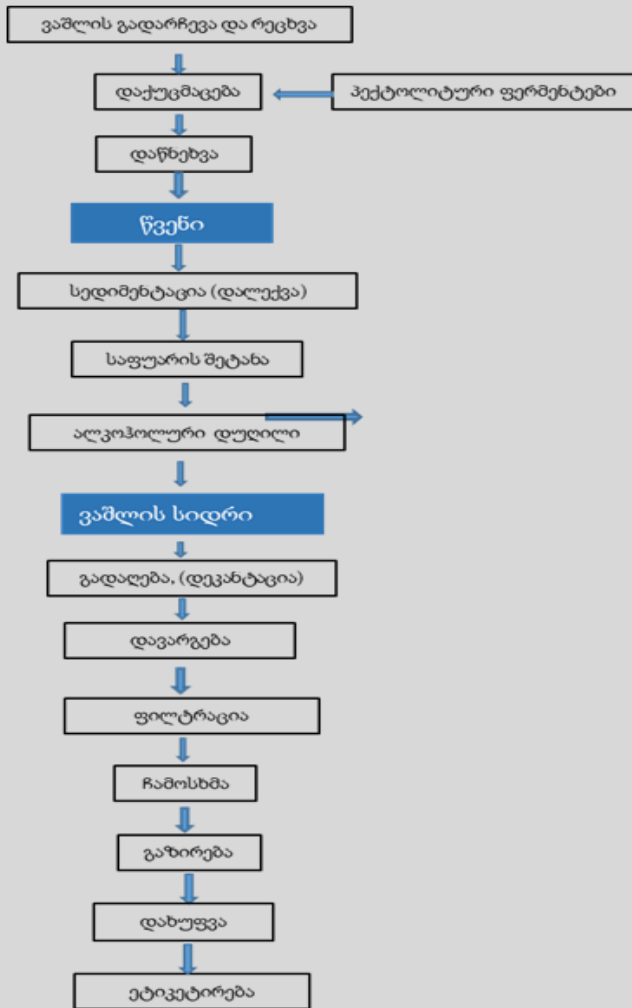 ვაშლის გადარჩევა და რეცხვა
დაქუცმაცება
პექტოლიტური ფერმენტები
დაწნეხვა
წვენი
სედიმენტაცია (დალექვა)
საფუარის შეტანა
ალკოჰოლური დუღილი
ვაშლის სიდრი
გადაღება, (დეკანტაცია)
დავარგება
ფილტრაცია
ჩამოსხმა
გაზირება
დახუფვა
ეტიკეტირება